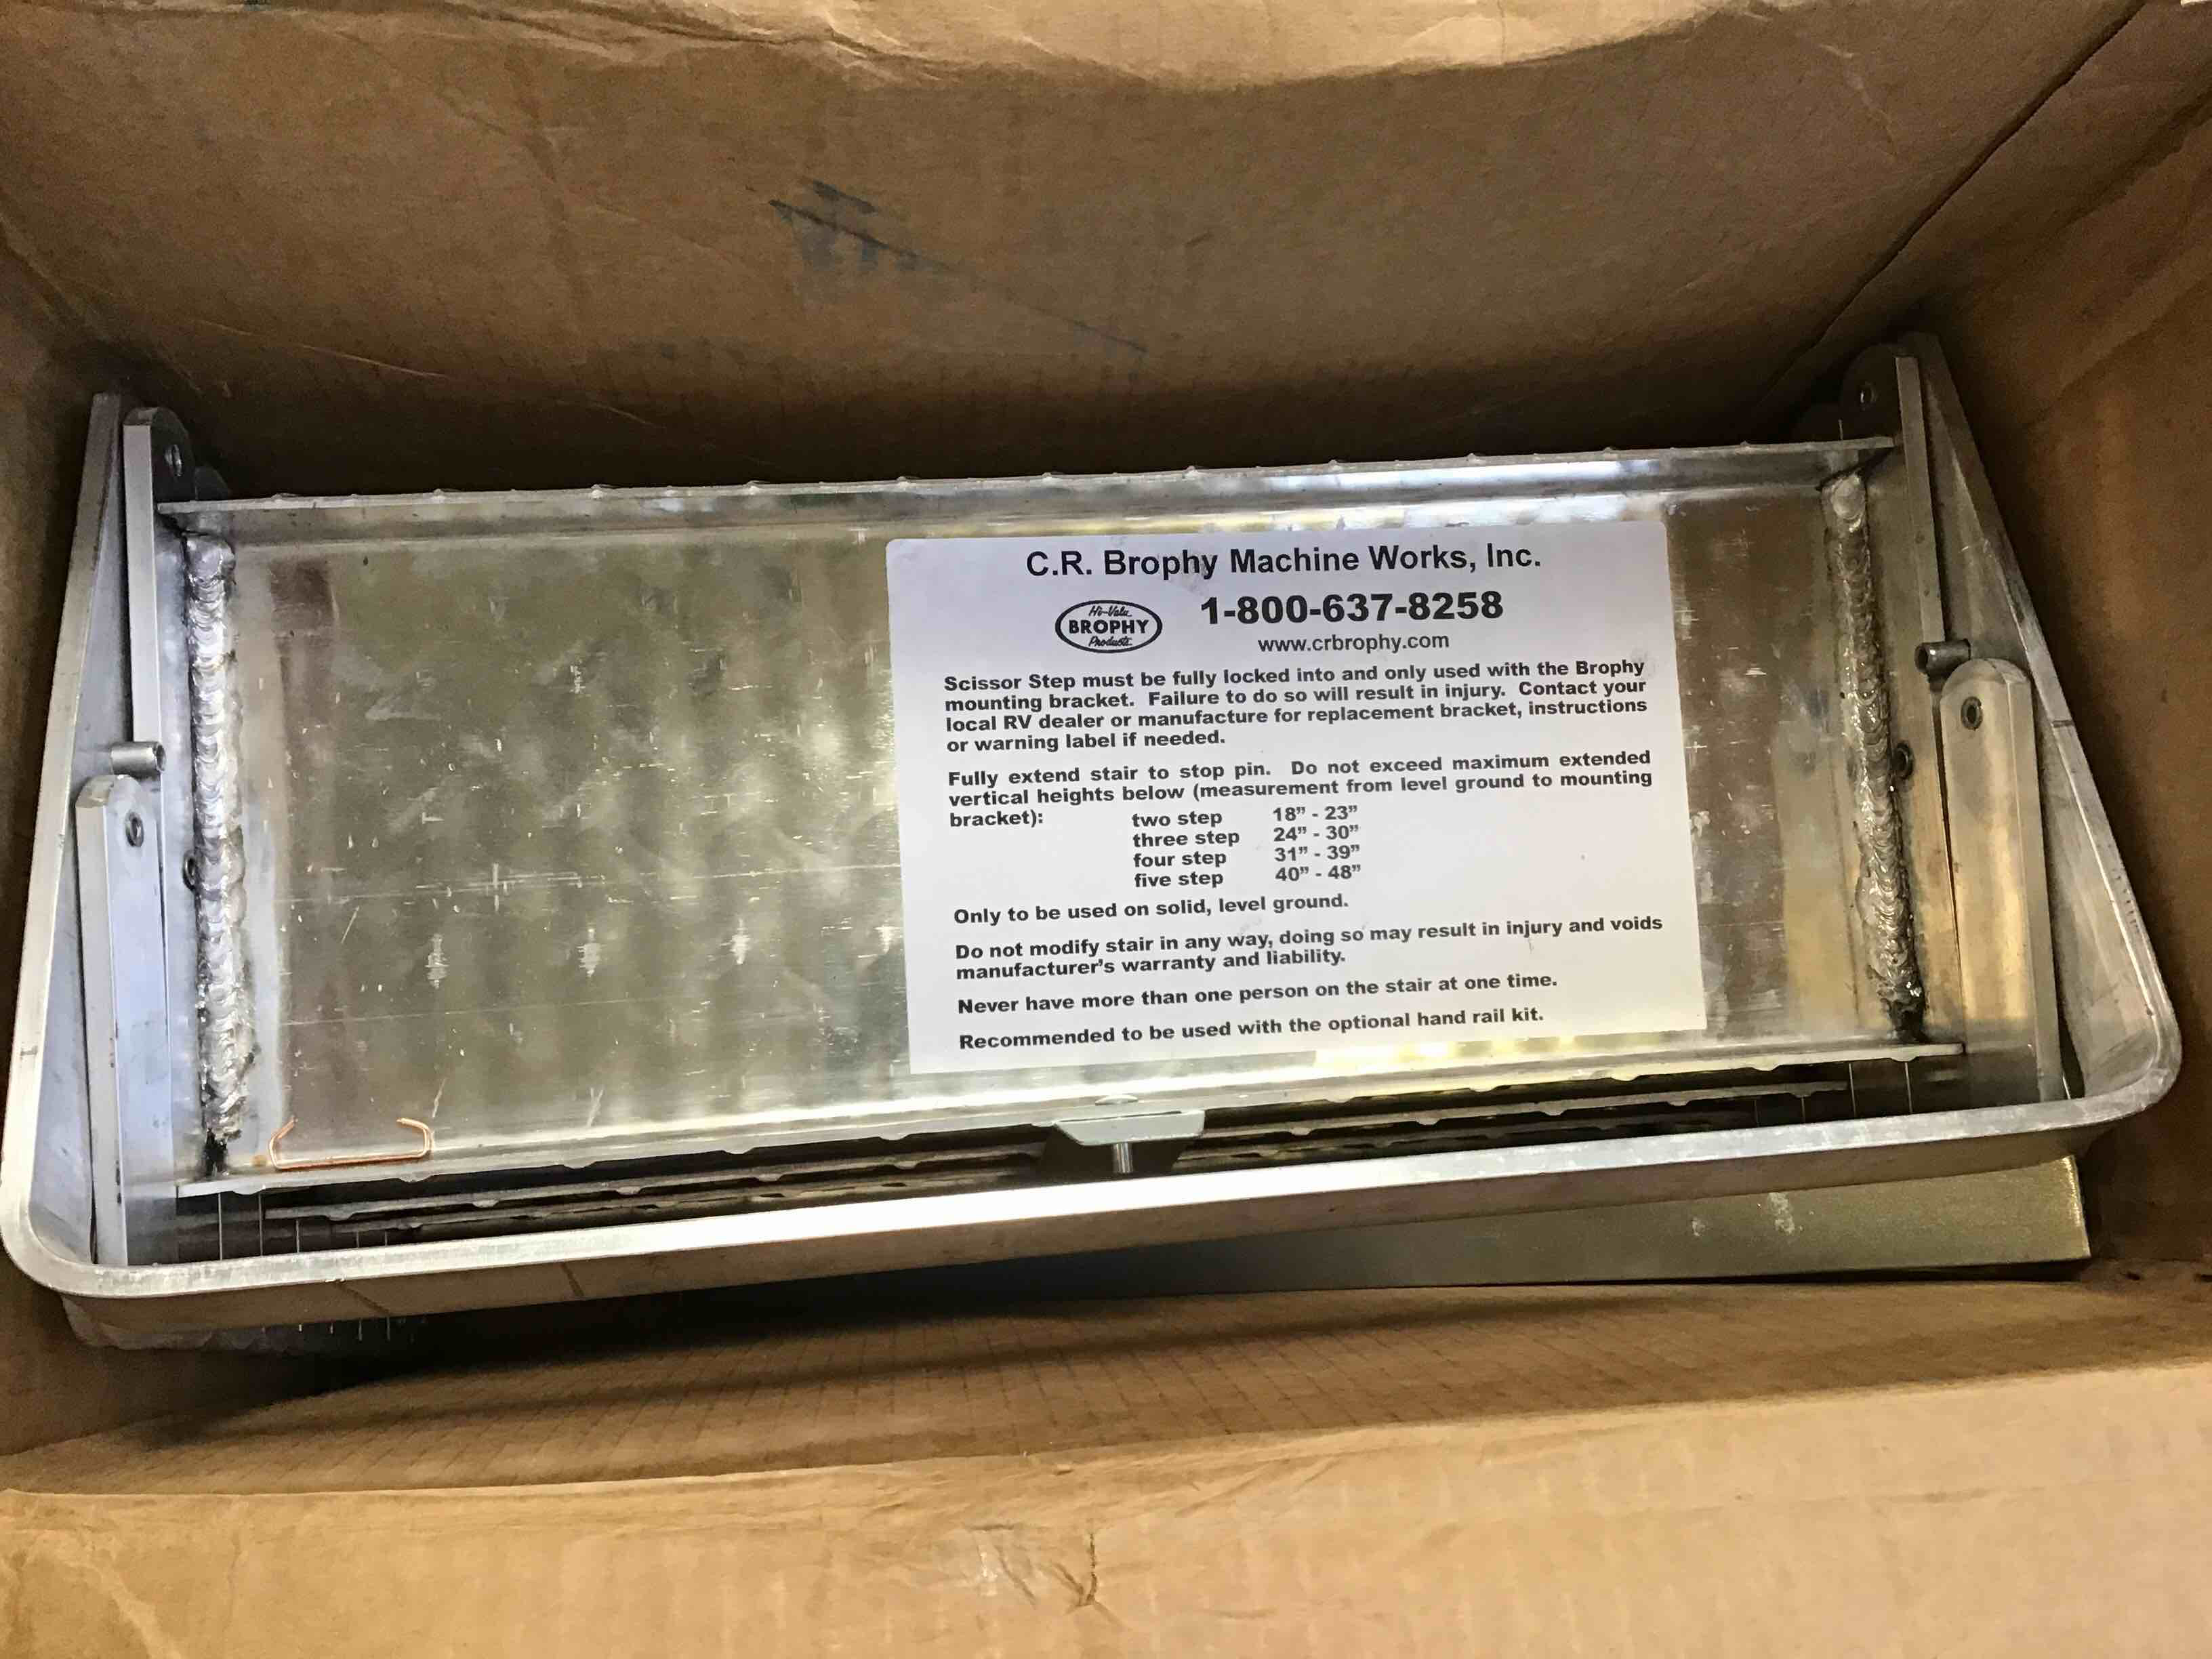 C.R. Brophy Machine Works, Inc.
Hi-Valu
BROPHY
Products
1-800-637-8258
www.crbrophy.com
Scissor Step must be fully locked into and only used with the Brophy
mounting bracket. Failure to do so will result in injury. Contact your
local RV dealer or manufacture for replacement bracket, instructions
or warning label if needed.
Fully extend stair to stop pin. Do not exceed maximum extended
vertical heights below (measurement from level ground to mounting
bracket): two step 18” - 23”
three step 24” - 30”
four step 31” - 39”
five step 40” - 48”
Only to be used on solid, level ground.
Do not modify stair in any way, doing so may result in injury and voids
manufacturer’s warranty and liability.
Never have more than one person on the stair at one time.
Recommended to be used with the optional hand rail kit.